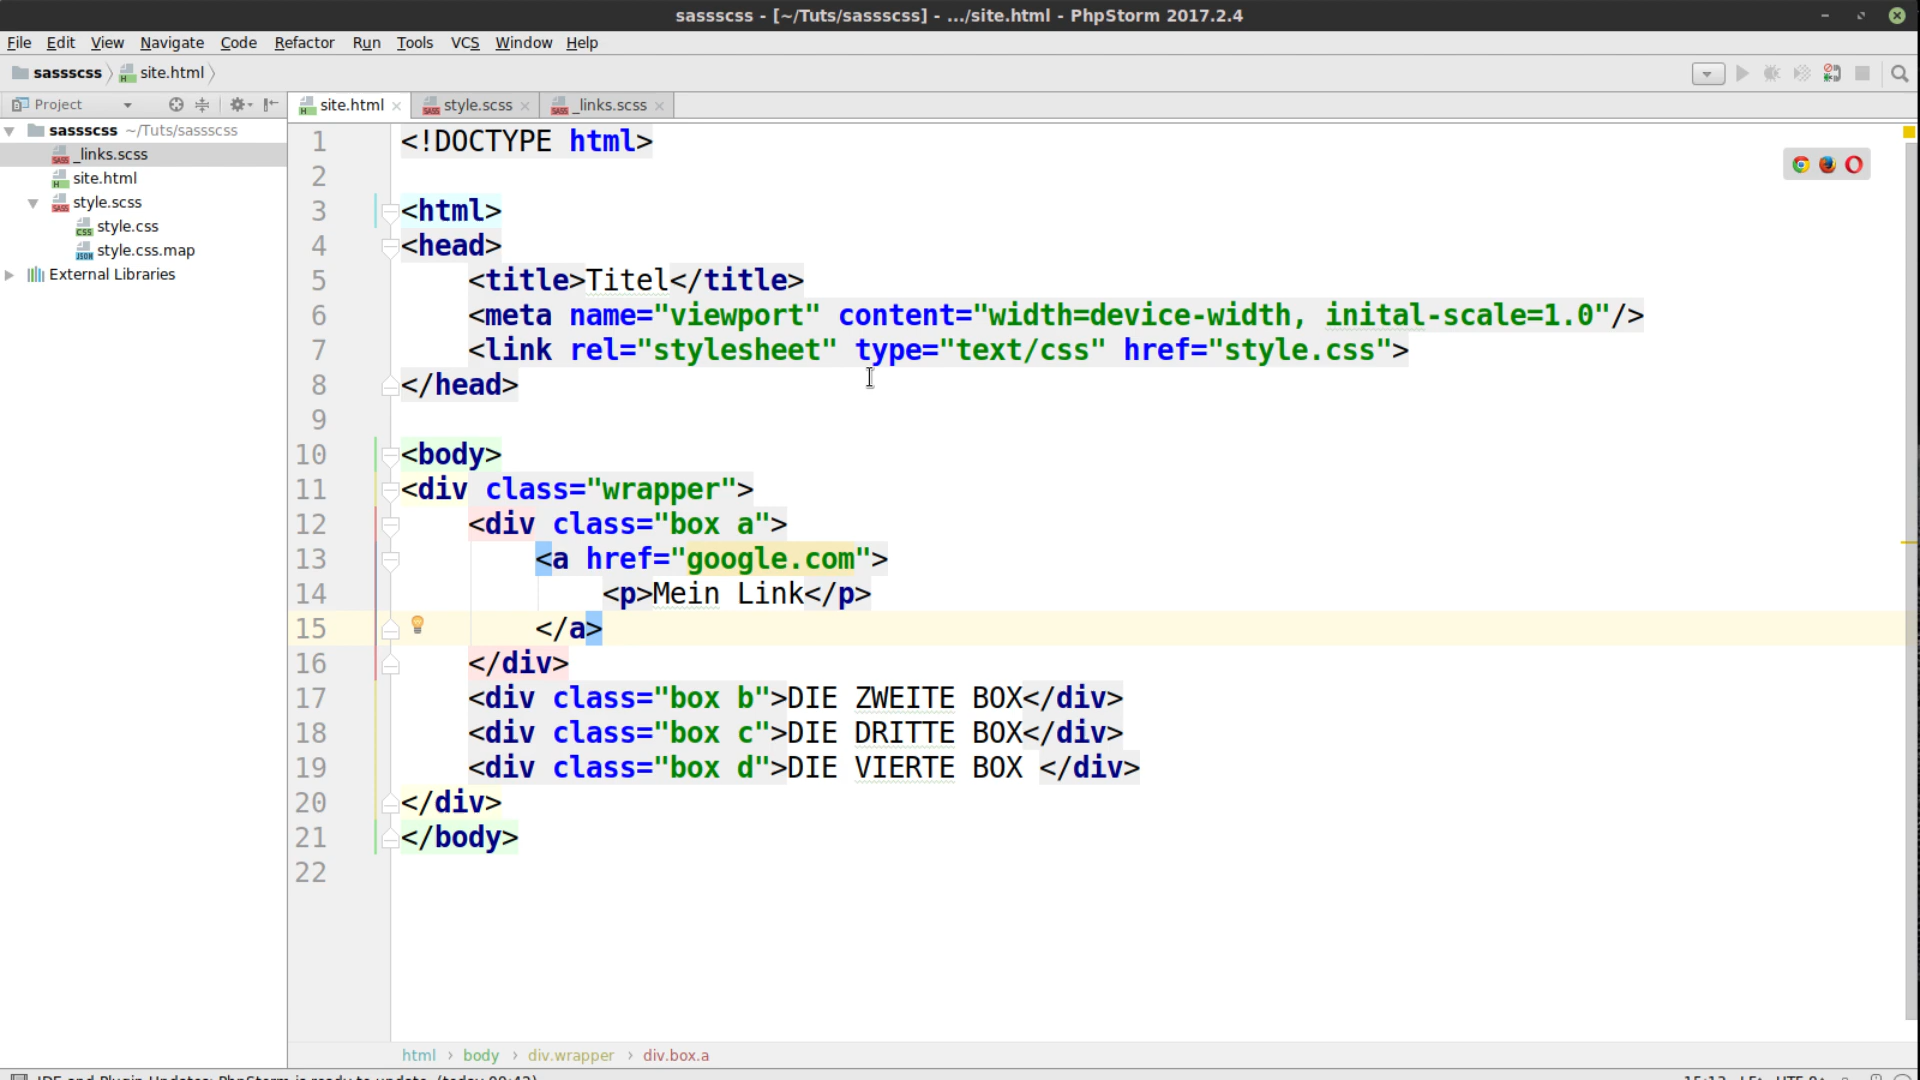 sassscss - [~/Tuts/sassscss] - .../site.html - PhpStorm 2017.2.4
File Edit View Navigate Code Refactor Run Tools VCS Window Help
sassscss site.html
Project
site.html style.scss _links.scss
sassscss ~/Tuts/sassscss
_links.scss
site.html
style.scss
style.css
style.css.map
External Libraries
1 <!DOCTYPE html>
2
3 <html>
4 <head>
5 <title>Titel</title>
6 <meta name="viewport" content="width=device-width, inital-scale=1.0"/>
7 <link rel="stylesheet" type="text/css" href="style.css">
8 </head>
9
10 <body>
11 <div class="wrapper">
12 <div class="box a">
13 <a href="google.com">
14 <p>Mein Link</p>
15 </a>
16 </div>
17 <div class="box b">DIE ZWEITE BOX</div>
18 <div class="box c">DIE DRITTE BOX</div>
19 <div class="box d">DIE VIERTE BOX </div>
20 </div>
21 </body>
22
html › body › div.wrapper › div.box.a